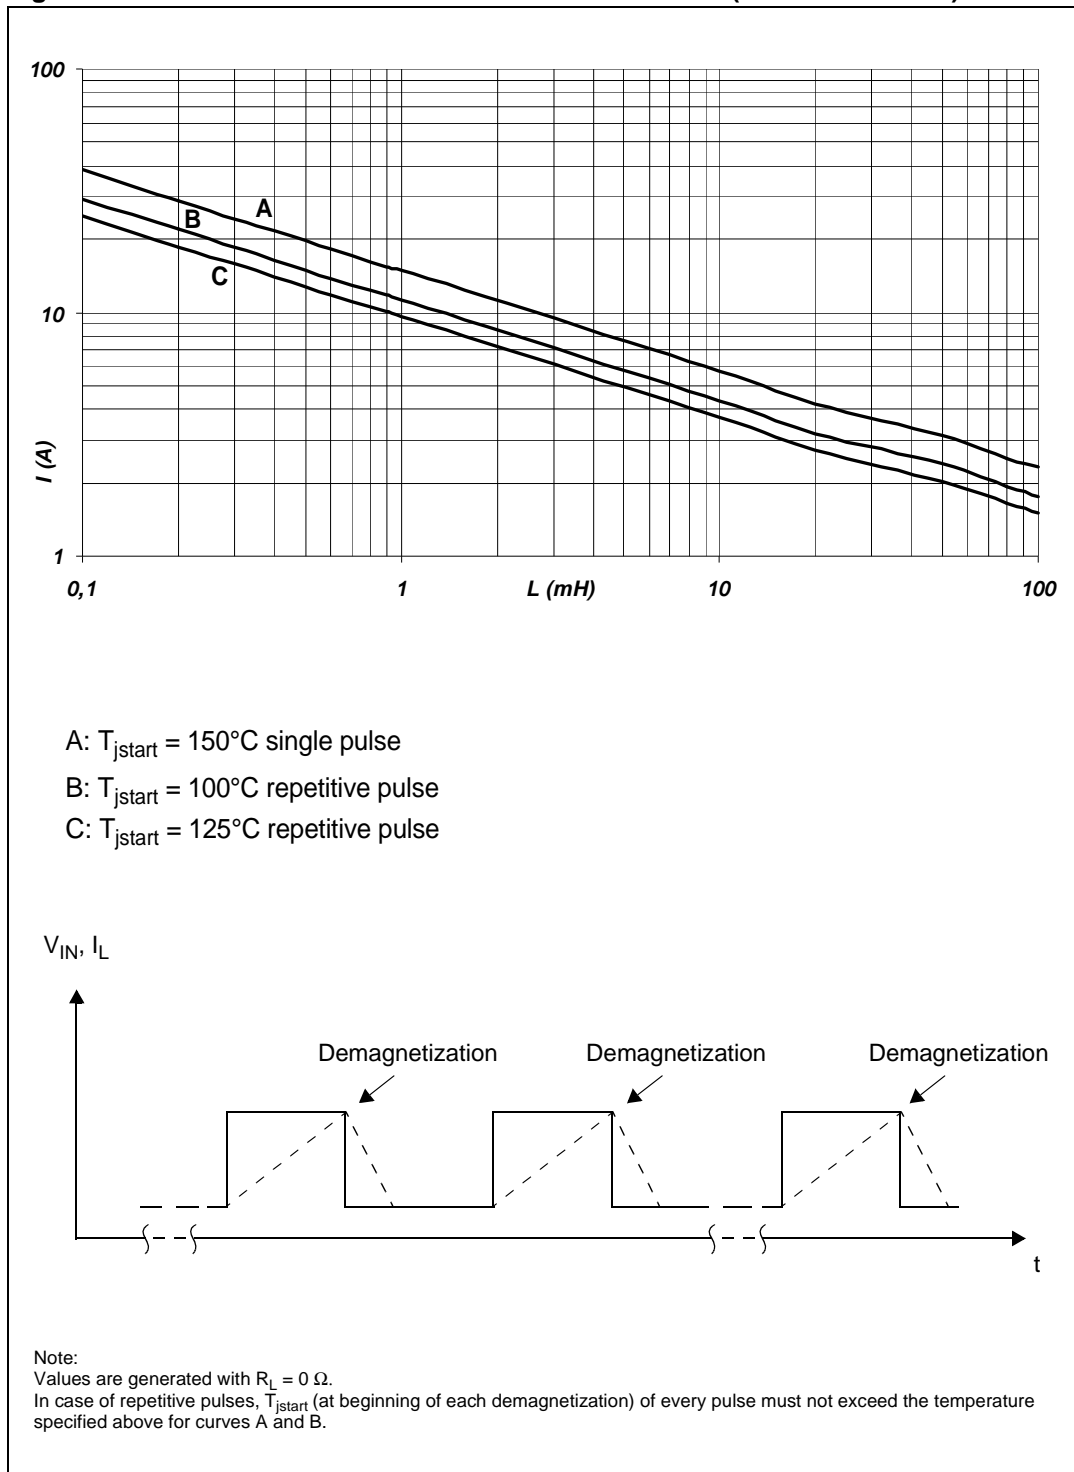 100
A
B
C
10
I (A)
1
0,1 1 L (mH) 10 100
A: Tjstart = 150°C single pulse
B: Tjstart = 100°C repetitive pulse
C: Tjstart = 125°C repetitive pulse
VIN, IL
Demagnetization Demagnetization Demagnetization
t
Note:
Values are generated with RL = 0 Ω.
In case of repetitive pulses, Tjstart (at beginning of each demagnetization) of every pulse must not exceed the temperature
specified above for curves A and B.